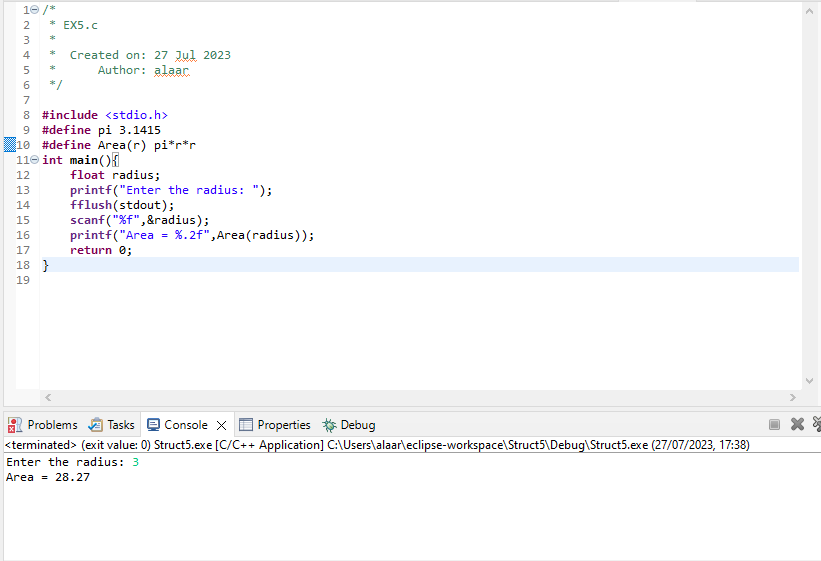 1 /*
2  * EX5.c
3  *
4  *  Created on: 27 Jul 2023
5  *      Author: alaar
6  */
7
8 #include <stdio.h>
9 #define pi 3.1415
10 #define Area(r) pi*r*r
11 int main(){
12     float radius;
13     printf("Enter the radius: ");
14     fflush(stdout);
15     scanf("%f",&radius);
16     printf("Area = %.2f",Area(radius));
17     return 0;
18 }
19
Problems Tasks Console Properties Debug
<terminated> (exit value: 0) Struct5.exe [C/C++ Application] C:\Users\alaar\eclipse-workspace\Struct5\Debug\Struct5.exe (27/07/2023, 17:38)
Enter the radius: 3
Area = 28.27